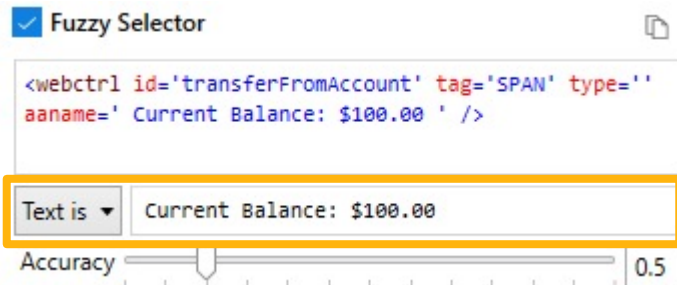 Fuzzy Selector
<webctrl id='transferFromAccount' tag='SPAN' type=''
aaname=' Current Balance: $100.00 ' />
Text is Current Balance: $100.00
Accuracy 0.5